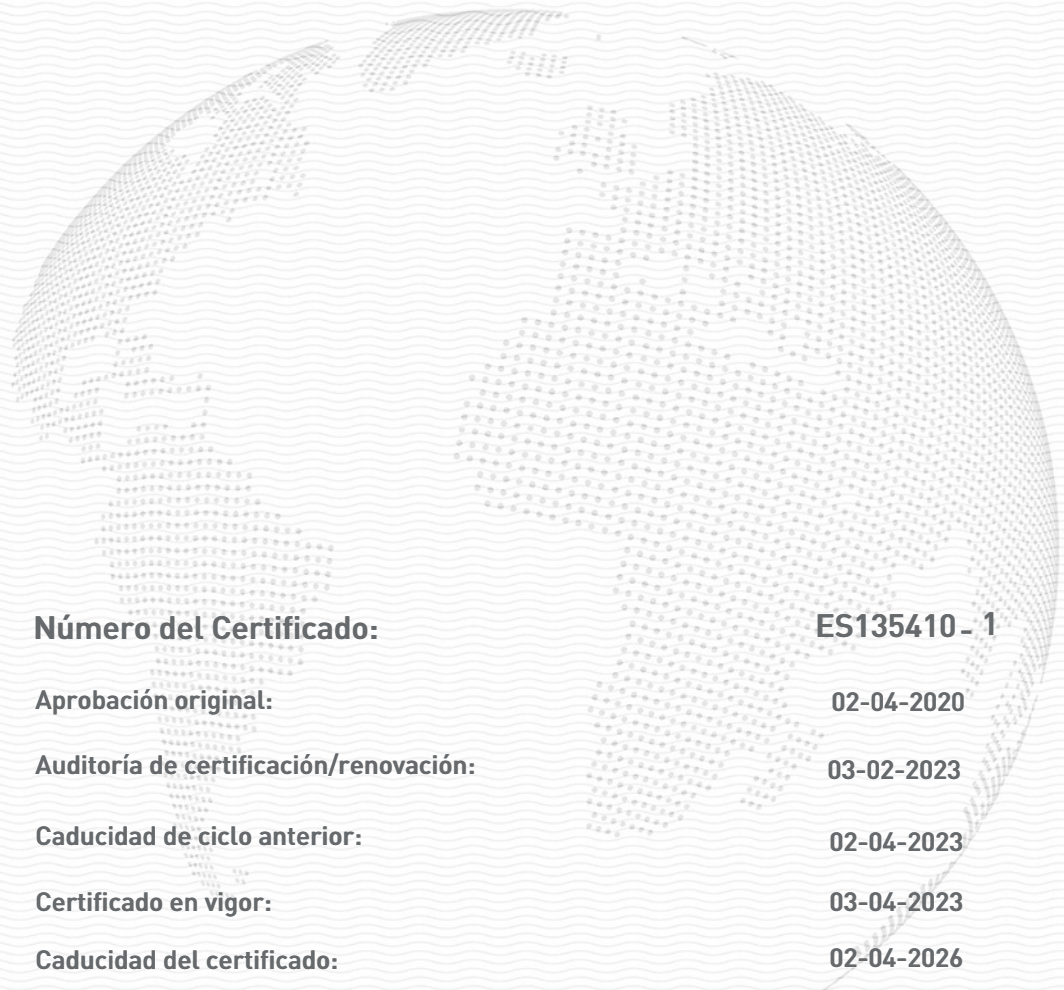 Número del Certificado: ES135410 - 1
Aprobación original: 02-04-2020
Auditoría de certificación/renovación: 03-02-2023
Caducidad de ciclo anterior: 02-04-2023
Certificado en vigor: 03-04-2023
Caducidad del certificado: 02-04-2026